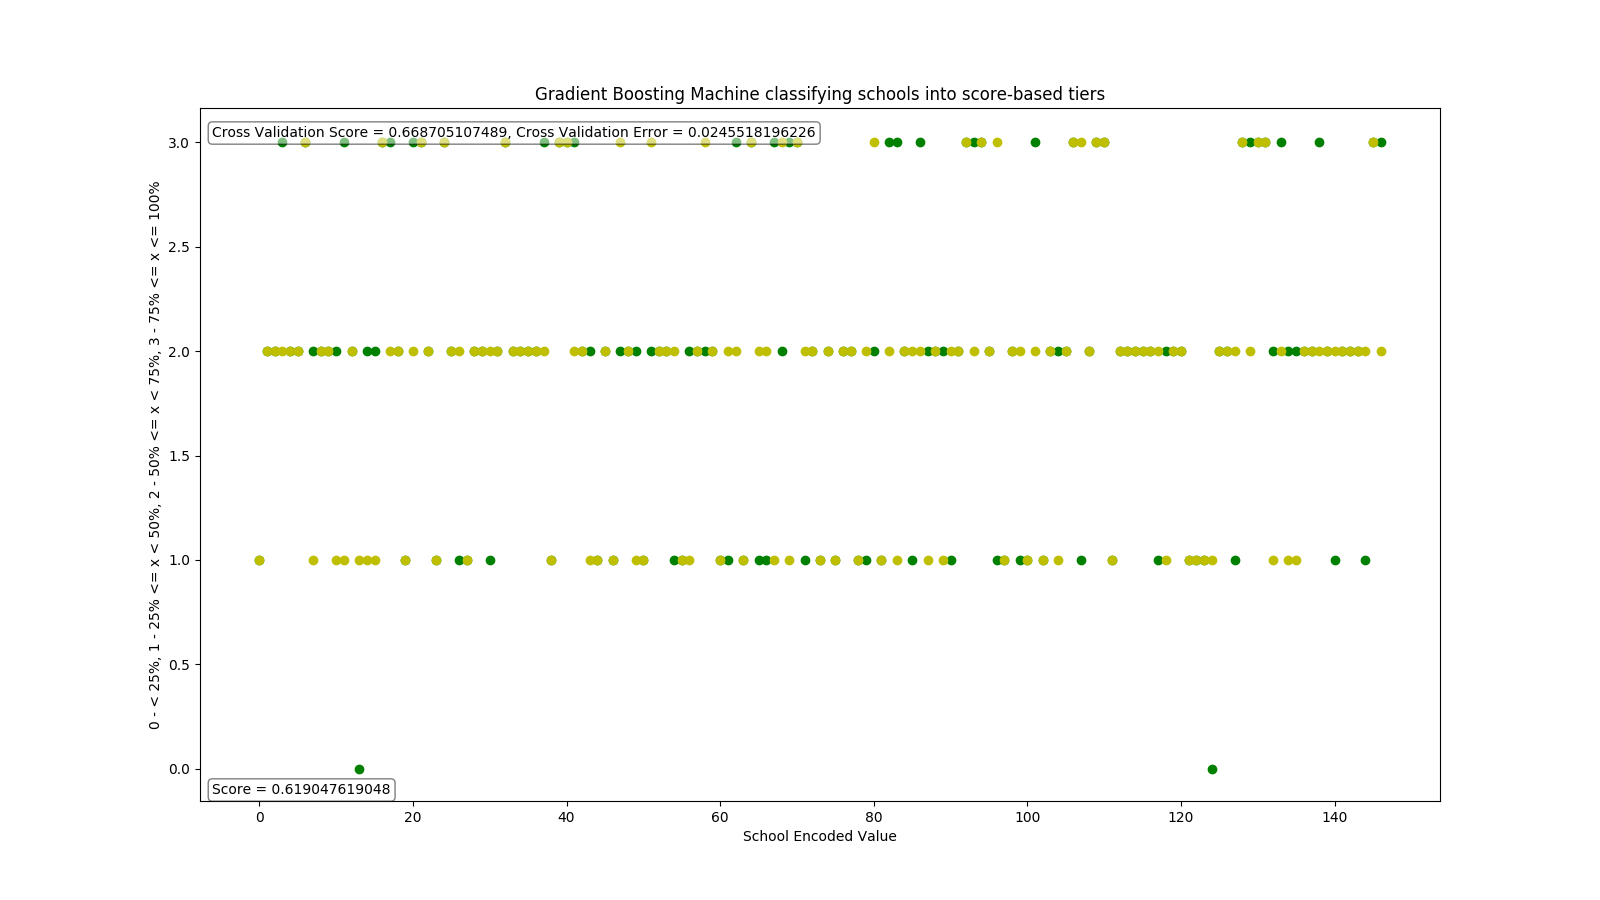 Gradient Boosting Machine classifying schools into score-based tiers
Cross Validation Score = 0.668705107489, Cross Validation Error = 0.0245518196226
3.0
2.5
2.0
1.5
1.0
0.5
0.0
0 - < 25%, 1 - 25% <= x < 50%, 2 - 50% <= x < 75%, 3 - 75% <= x <= 100%
Score = 0.619047619048
0 20 40 60 80 100 120 140
School Encoded Value